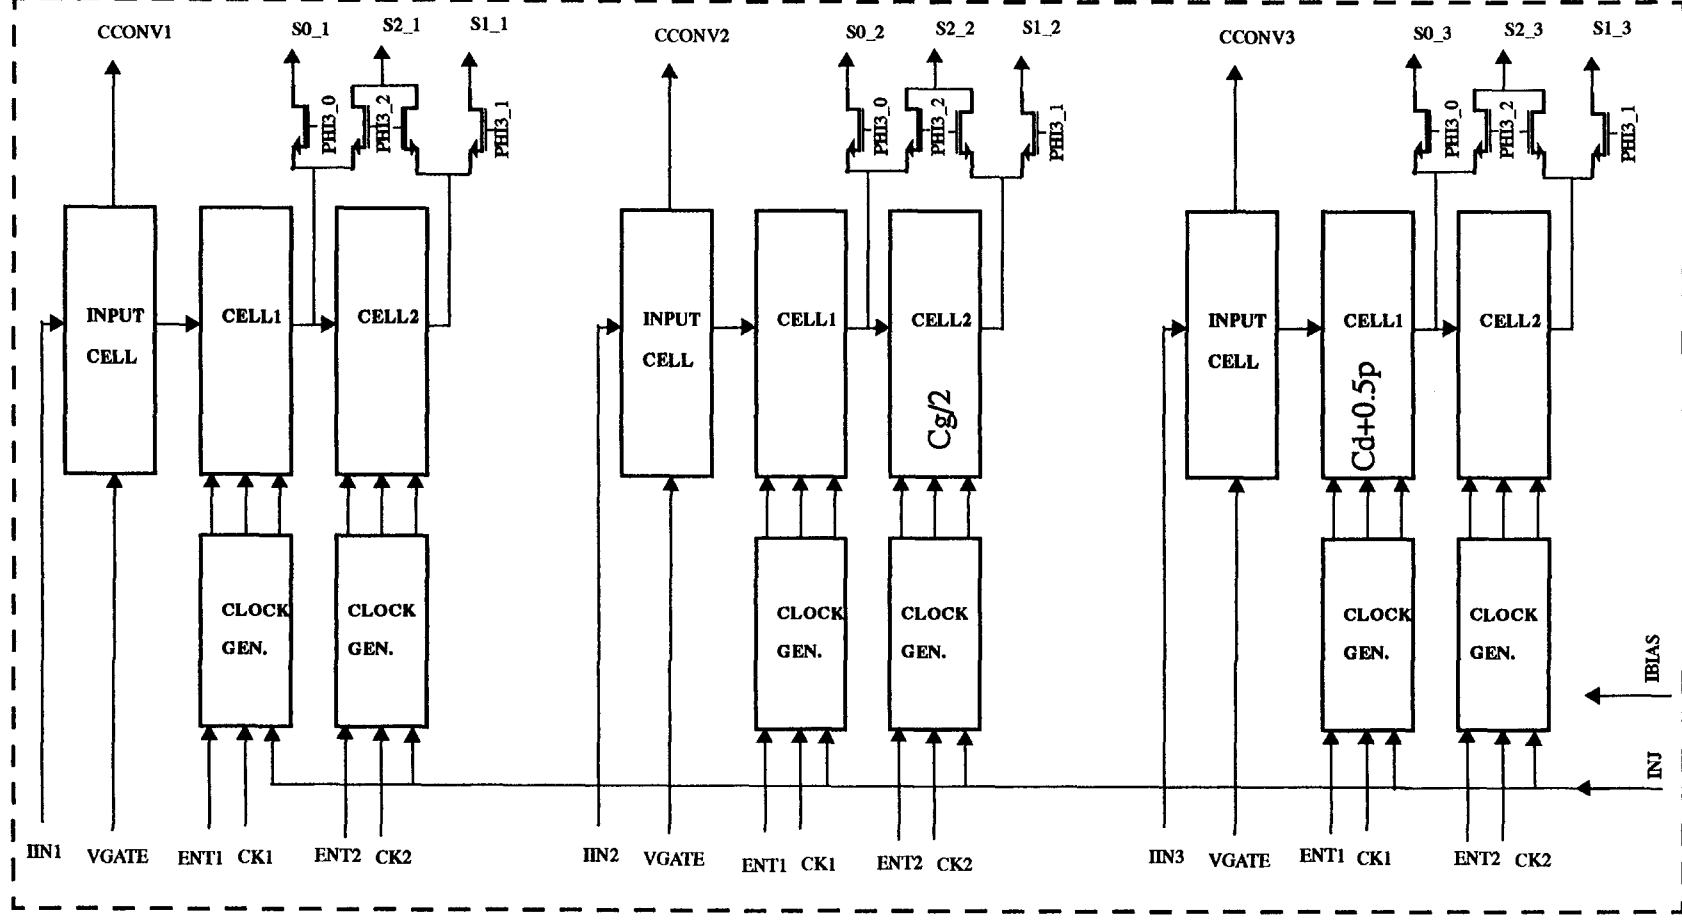 CCONV1
S0_1
S2_1
S1_1
CCONV2
S0_2
S2_2
S1_2
CCONV3
S0_3
S2_3
S1_3
PHI3_0
PHI3_2
PHI3_1
PHI3_0
PHI3_2
PHI3_1
PHI3_0
PHI3_2
PHI3_1
INPUT
CELL
CELL1
CELL2
INPUT
CELL
CELL1
CELL2
Cg/2
INPUT
CELL
CELL1
Cd+0.5p
CELL2
CLOCK
GEN.
CLOCK
GEN.
CLOCK
GEN.
CLOCK
GEN.
CLOCK
GEN.
CLOCK
GEN.
IBIAS
INJ
IIN1
VGATE
ENT1
CK1
ENT2
CK2
IIN2
VGATE
ENT1
CK1
ENT2
CK2
IIN3
VGATE
ENT1
CK1
ENT2
CK2